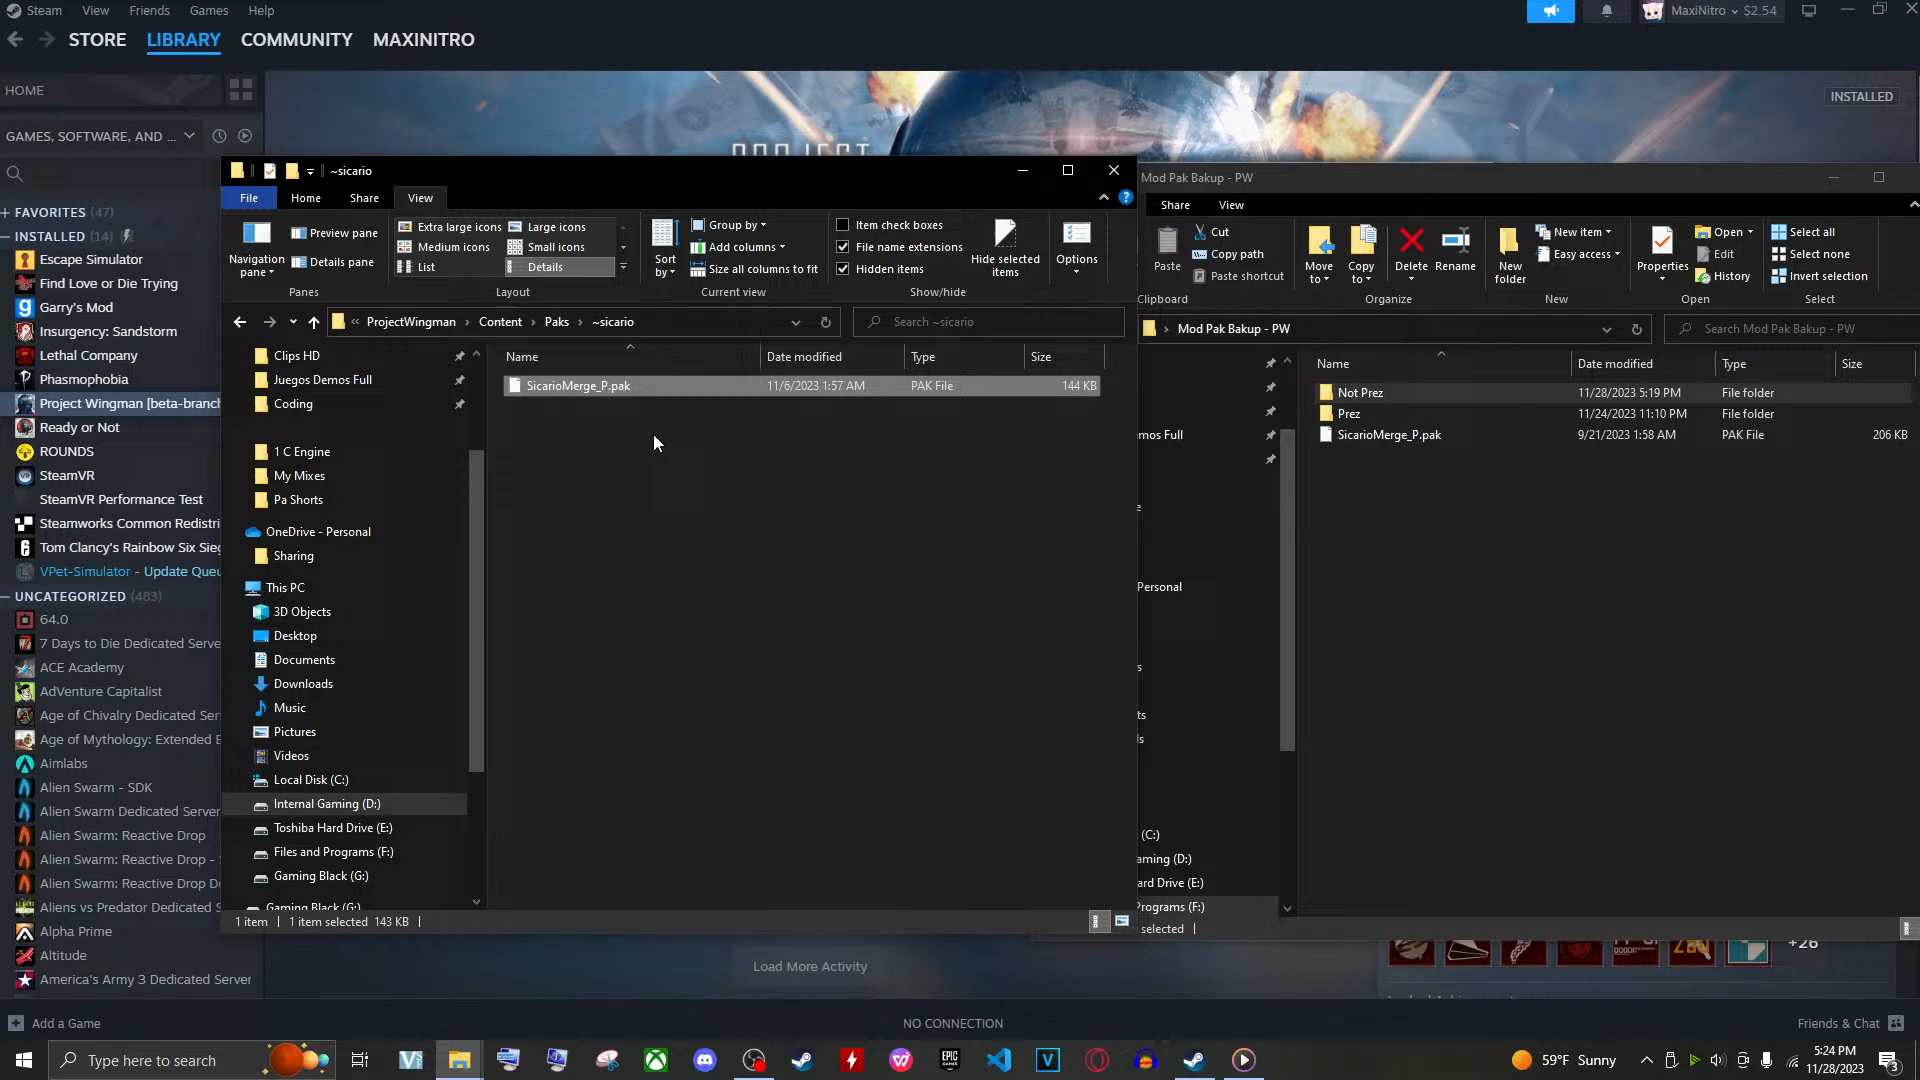 Steam View Friends Games Help
MaxiNitro $2.54
STORE LIBRARY COMMUNITY MAXINITRO
HOME
INSTALLED
GAMES, SOFTWARE, AND ...
PROJECT
FAVORITES (47)
INSTALLED (14)
Escape Simulator
Find Love or Die Trying
Garry's Mod
Insurgency: Sandstorm
Lethal Company
Phasmophobia
Project Wingman [beta-branch
Ready or Not
ROUNDS
SteamVR
SteamVR Performance Test
Steamworks Common Redistri
Tom Clancy's Rainbow Six Sieg
VPet-Simulator - Update Queu
UNCATEGORIZED (483)
64.0
7 Days to Die Dedicated Serve
ACE Academy
AdVenture Capitalist
Age of Chivalry Dedicated Ser
Age of Mythology: Extended E
Aimlabs
Alien Swarm - SDK
Alien Swarm Dedicated Server
Alien Swarm: Reactive Drop
Alien Swarm: Reactive Drop -
Alien Swarm: Reactive Drop De
Aliens vs Predator Dedicated S
Alpha Prime
Altitude
America's Army 3 Dedicated Server
~sicario
File Home Share View
Navigation pane
Preview pane
Details pane
Panes
Extra large icons Large icons
Medium icons Small icons
List Details
Layout
Sort by
Group by
Add columns
Size all columns to fit
Current view
Item check boxes
File name extensions
Hidden items
Hide selected items
Show/hide
Options
« ProjectWingman › Content › Paks › ~sicario
Search ~sicario
Clips HD
Juegos Demos Full
Coding
1 C Engine
My Mixes
Pa Shorts
OneDrive - Personal
Sharing
This PC
3D Objects
Desktop
Documents
Downloads
Music
Pictures
Videos
Local Disk (C:)
Internal Gaming (D:)
Toshiba Hard Drive (E:)
Files and Programs (F:)
Gaming Black (G:)
Gaming Black (G:)
Name Date modified Type Size
SicarioMerge_P.pak 11/6/2023 1:57 AM PAK File 144 KB
1 item 1 item selected 143 KB
Mod Pak Bakup - PW
Share View
Paste
Cut
Copy path
Paste shortcut
Clipboard
Move to
Copy to
Delete
Rename
Organize
New folder
New item
Easy access
New
Properties
Open
Edit
History
Open
Select all
Select none
Invert selection
Select
› Mod Pak Bakup - PW
Search Mod Pak Bakup - PW
Name Date modified Type Size
Not Prez 11/28/2023 5:19 PM File folder
Prez 11/24/2023 11:10 PM File folder
SicarioMerge_P.pak 9/21/2023 1:58 AM PAK File 206 KB
mos Full
e
Personal
s
ts
ls
(C:)
aming (D:)
ard Drive (E:)
rograms (F:)
selected
+26
Load More Activity
Add a Game
NO CONNECTION
Friends & Chat
Type here to search
59°F Sunny
5:24 PM
11/28/2023
3